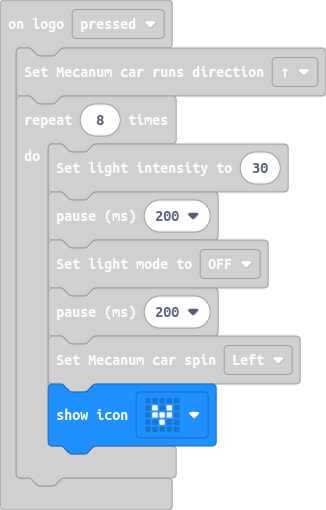 on logo pressed
Set Mecanum car runs direction ↑
repeat 8 times
do
Set light intensity to 30
pause (ms) 200
Set light mode to OFF
pause (ms) 200
Set Mecanum car spin Left
show icon